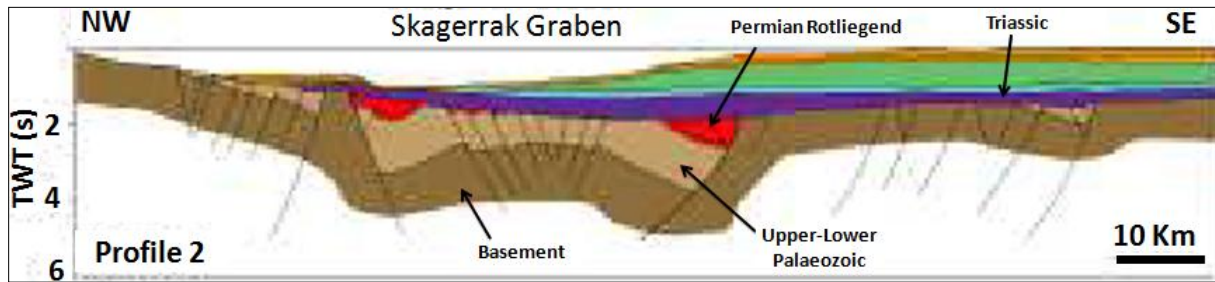 NW
Skagerrak Graben
Permian Rotliegend
Triassic
SE
TWT (s)
2
4
6
Basement
Upper-Lower
Palaeozoic
10 Km
Profile 2